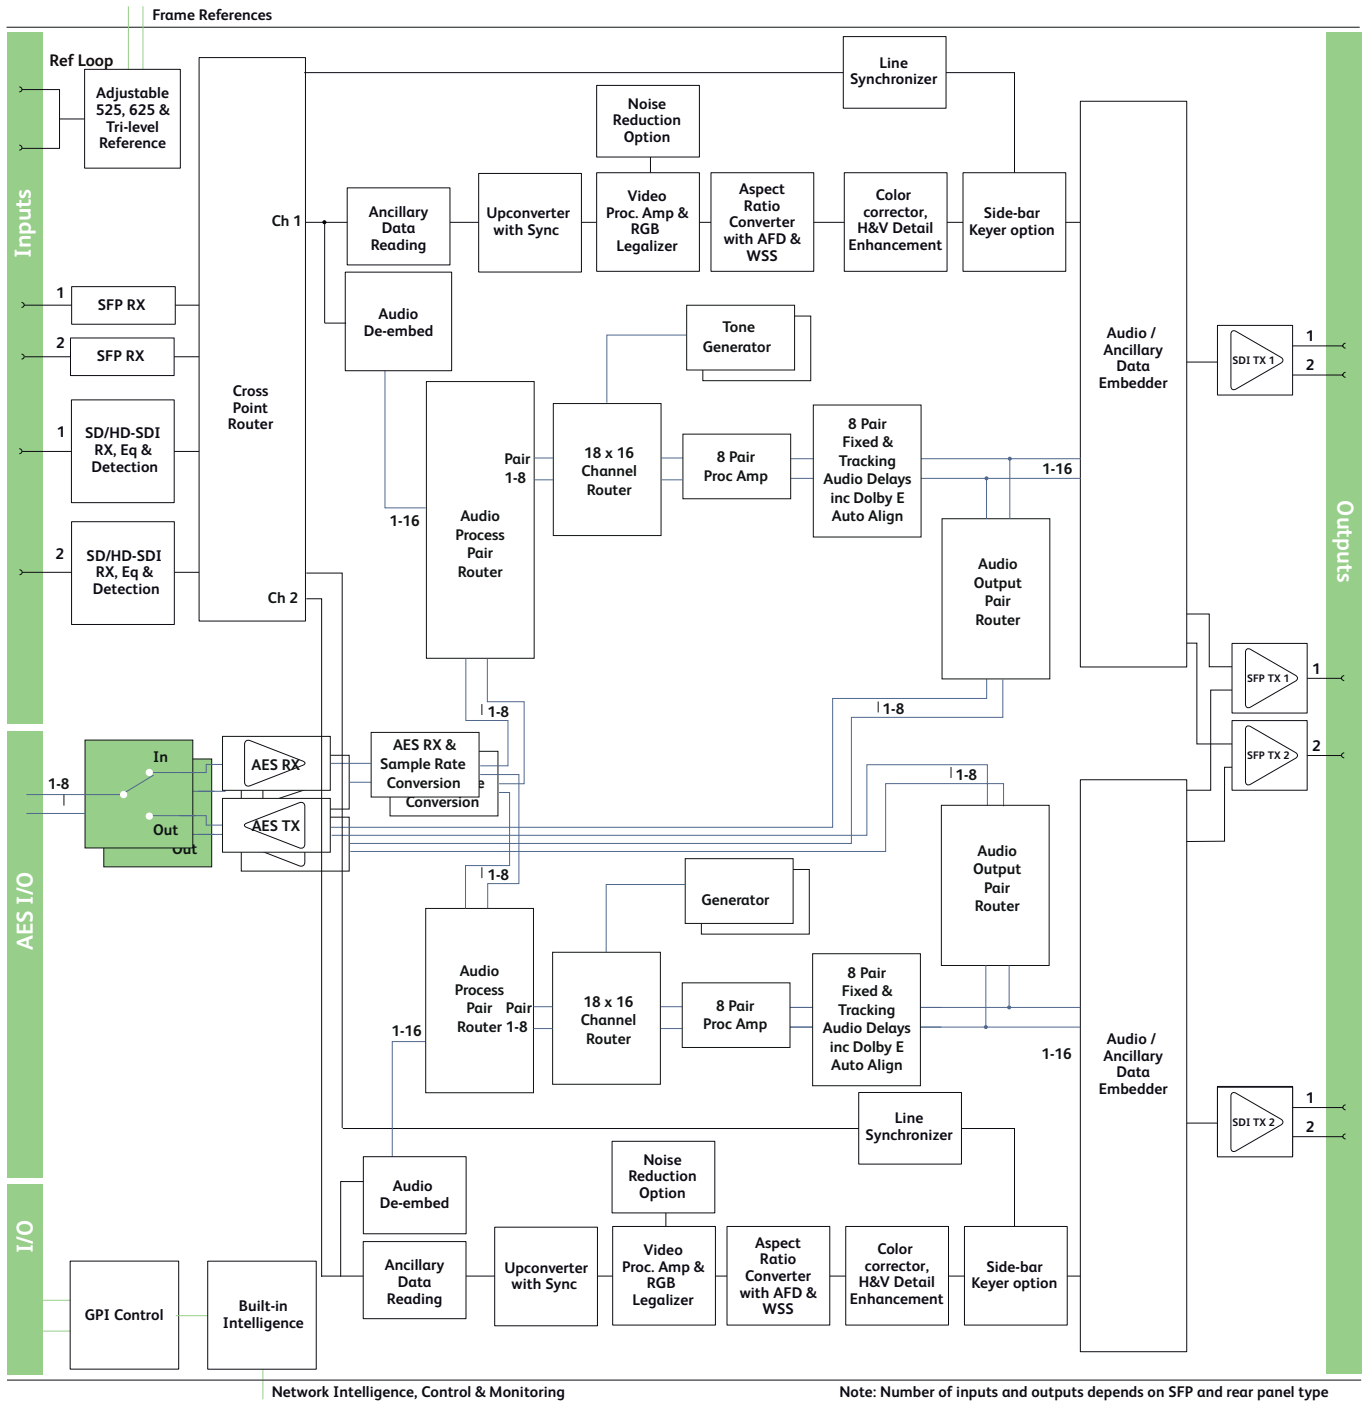 Frame References
Ref Loop
Adjustable
525, 625 &
Tri-level
Reference
Inputs
1
SFP RX
2
SFP RX
1
SD/HD-SDI
RX, Eq &
Detection
2
SD/HD-SDI
RX, Eq &
Detection
Ch 1
Cross
Point
Router
Ch 2
Line
Synchronizer
Noise
Reduction
Option
Ancillary
Data
Reading
Upconverter
with Sync
Video
Proc. Amp &
RGB
Legalizer
Aspect
Ratio
Converter
with AFD &
WSS
Color
corrector,
H&V Detail
Enhancement
Side-bar
Keyer option
Audio
De-embed
Tone
Generator
1-16
Audio
Process
Pair
Router
Pair
1-8
18 x 16
Channel
Router
8 Pair
Proc Amp
8 Pair
Fixed &
Tracking
Audio Delays
inc Dolby E
Auto Align
1-16
Audio
Output
Pair
Router
Audio /
Ancillary
Data
Embedder
SDI TX 1
1
2
Outputs
SFP TX 1
1
SFP TX 2
2
1-8
1-8
AES I/O
1-8
In
Out
Out
AES RX
AES TX
AES RX &
Sample Rate
Conversion
e
Conversion
1-8
1-8
Audio
Output
Pair
Router
Generator
Audio
Process
Pair
Router
Pair
1-8
1-16
18 x 16
Channel
Router
8 Pair
Proc Amp
8 Pair
Fixed &
Tracking
Audio Delays
inc Dolby E
Auto Align
1-16
Audio /
Ancillary
Data
Embedder
SDI TX 2
1
2
Line
Synchronizer
Noise
Reduction
Option
Audio
De-embed
Ancillary
Data
Reading
Upconverter
with Sync
Video
Proc. Amp &
RGB
Legalizer
Aspect
Ratio
Converter
with AFD &
WSS
Color
corrector,
H&V Detail
Enhancement
Side-bar
Keyer option
I/O
GPI Control
Built-in
Intelligence
Network Intelligence, Control & Monitoring
Note: Number of inputs and outputs depends on SFP and rear panel type